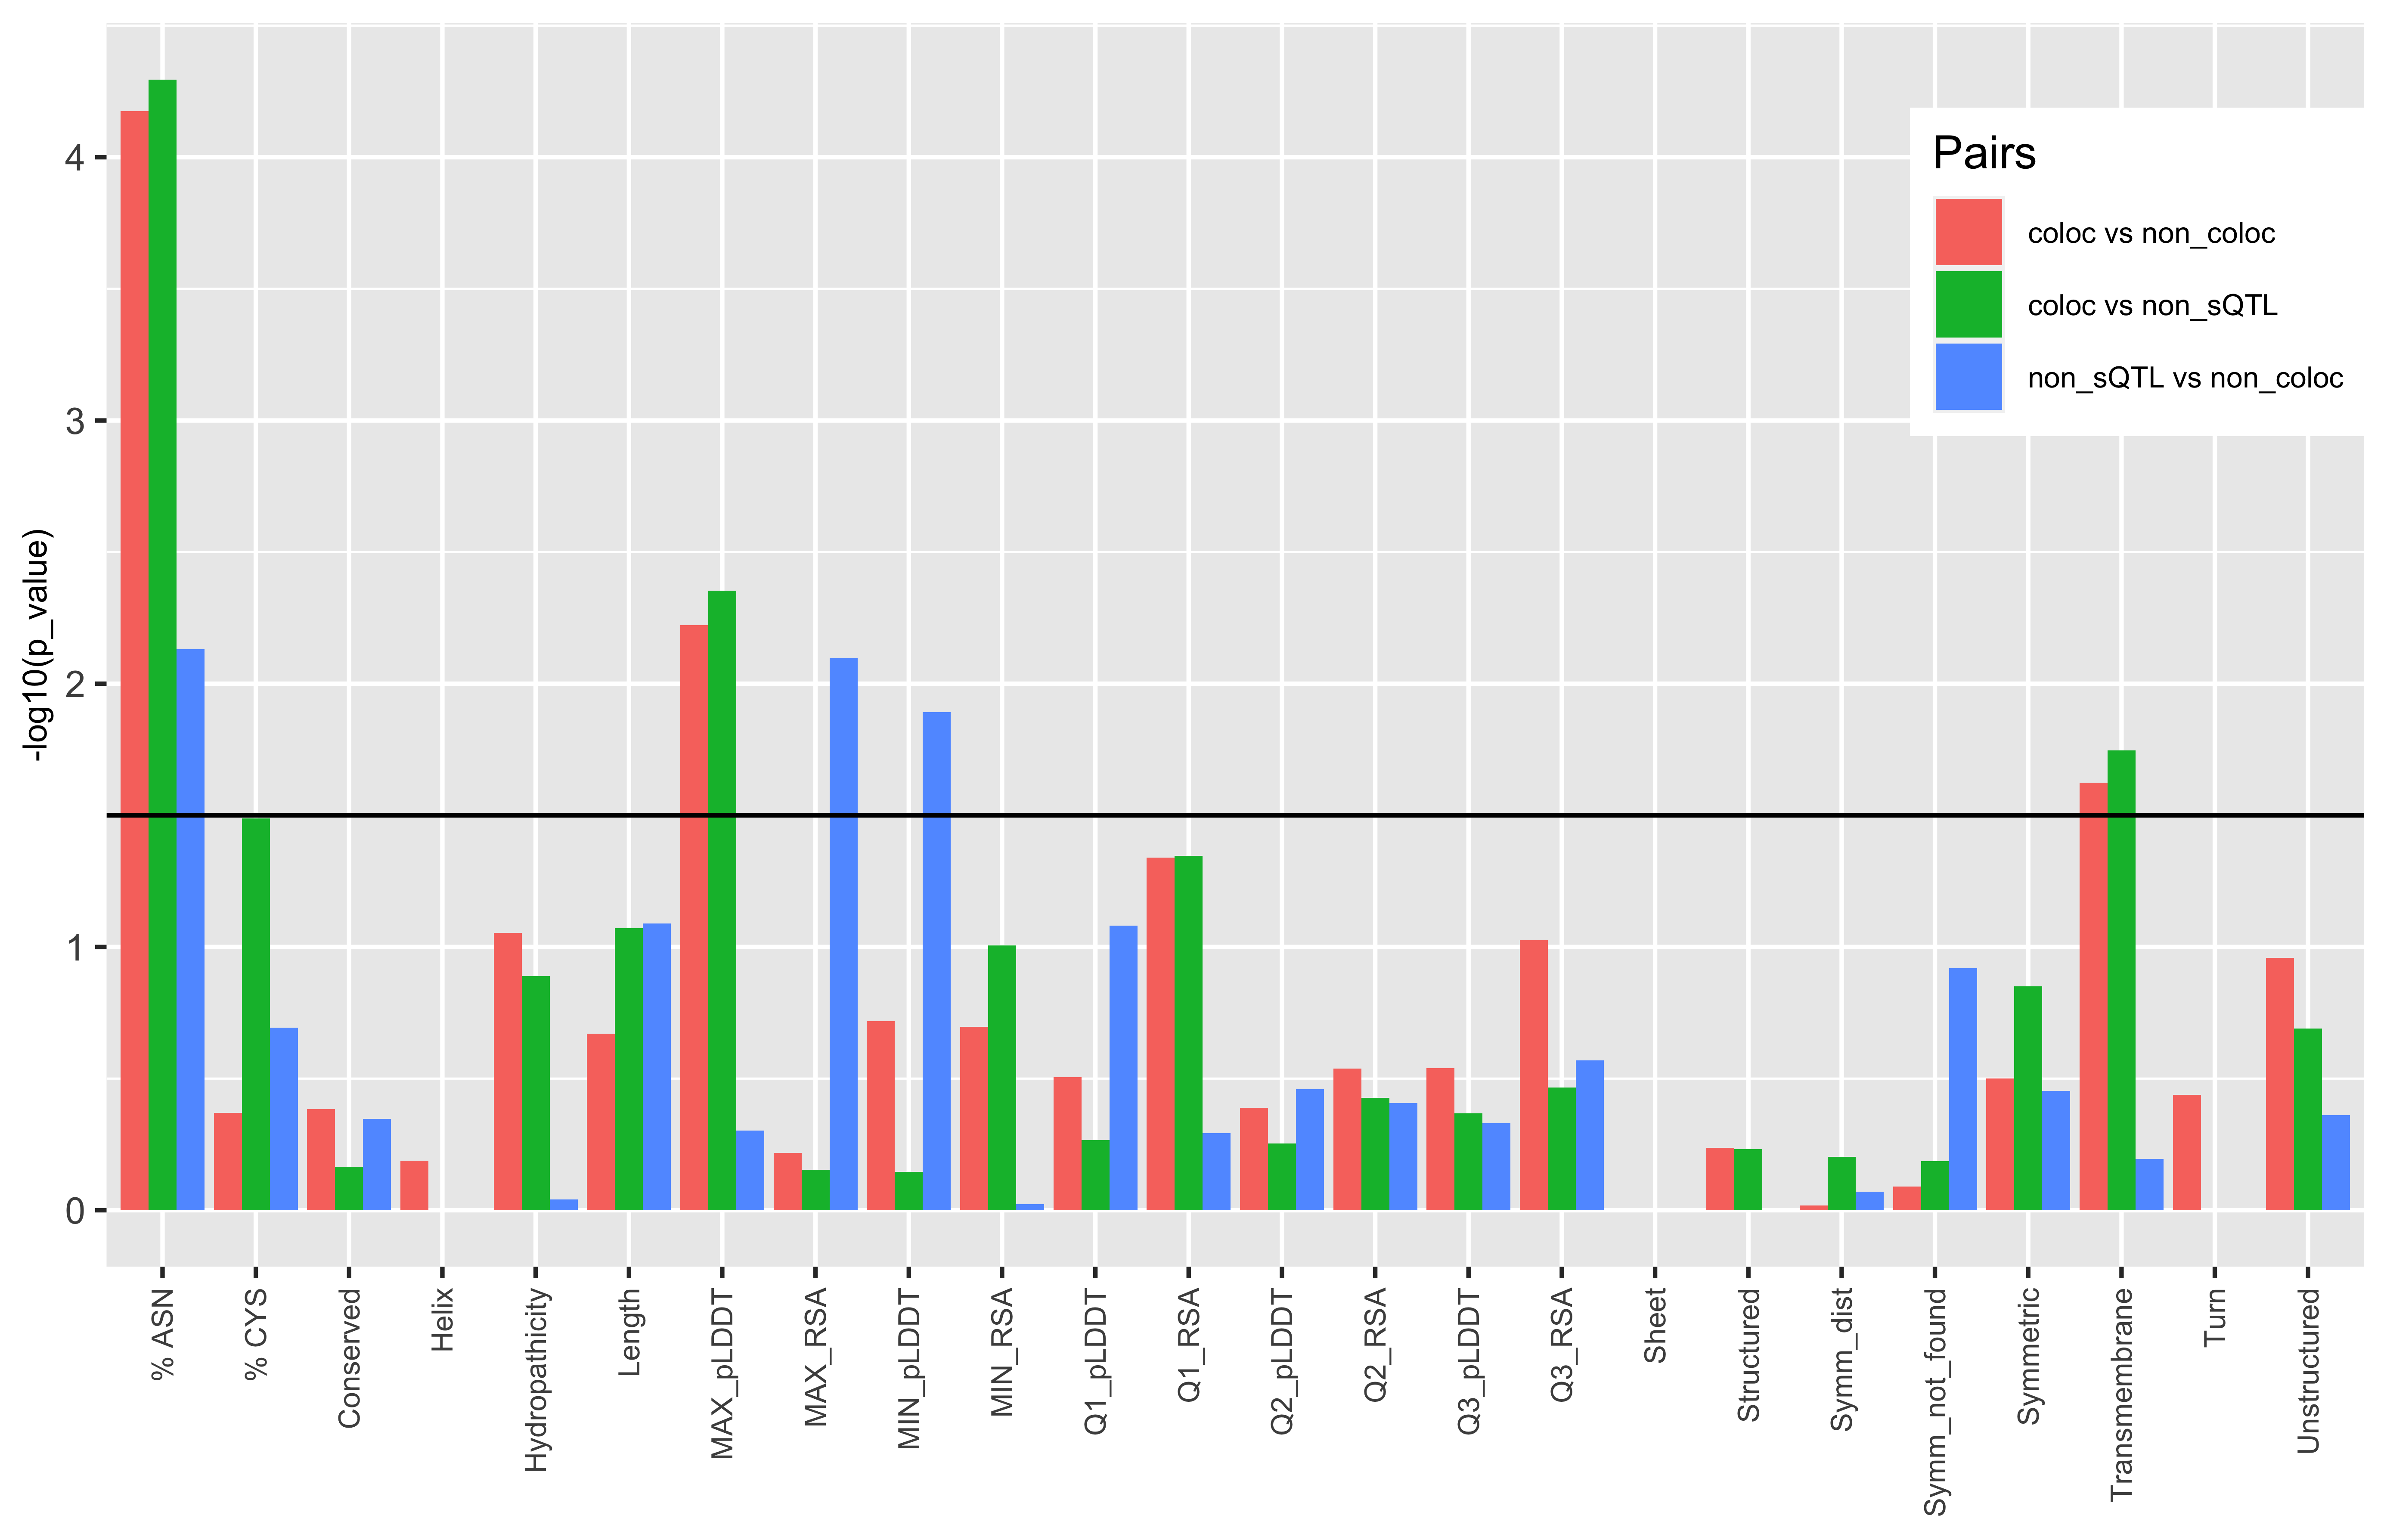 Pairs
coloc vs non_coloc
coloc vs non_sQTL
non_sQTL vs non_coloc
-log10(p_value)
4
3
2
1
0
% ASN
% CYS
Conserved
Helix
Hydropathicity
Length
MAX_pLDDT
MAX_RSA
MIN_pLDDT
MIN_RSA
Q1_pLDDT
Q1_RSA
Q2_pLDDT
Q2_RSA
Q3_pLDDT
Q3_RSA
Sheet
Structured
Symm_dist
Symm_not_found
Symmetric
Transmembrane
Turn
Unstructured